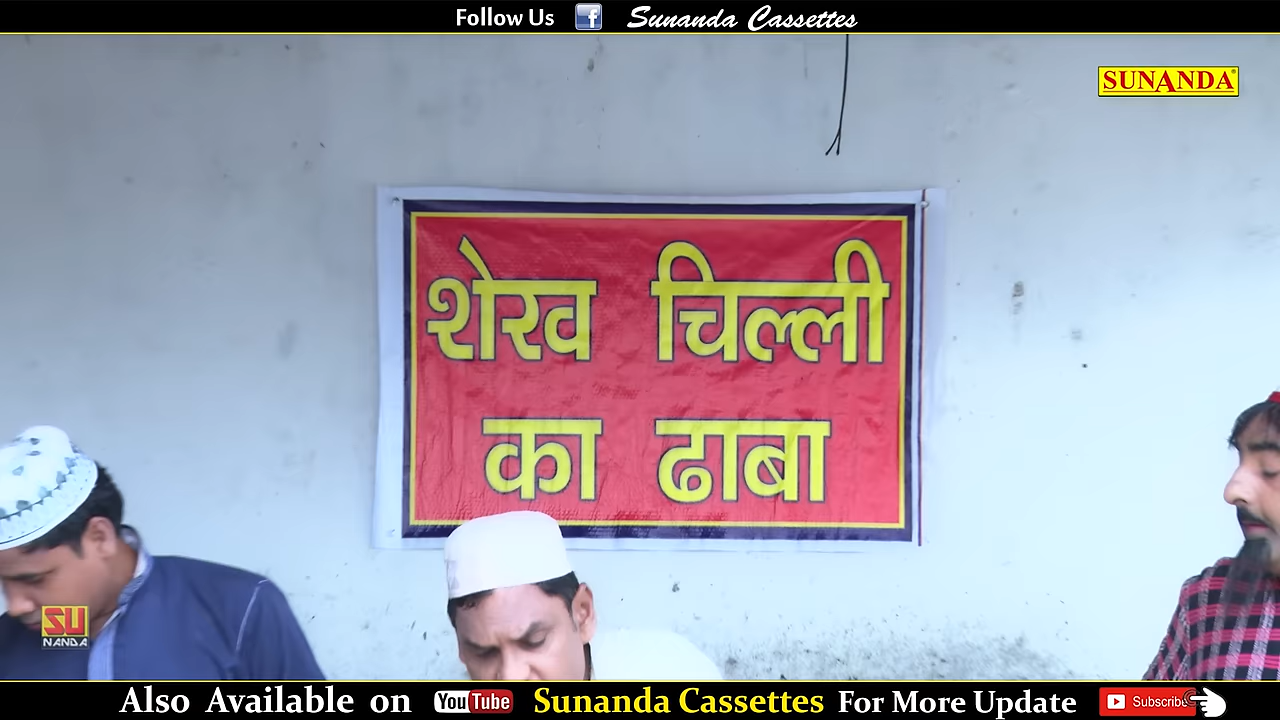 Follow Us Sunanda Cassettes
SUNANDA
शेख चिल्ली
का ढाबा
SU
NANDA
Also Available on YouTube Sunanda Cassettes For More Update Subscribe